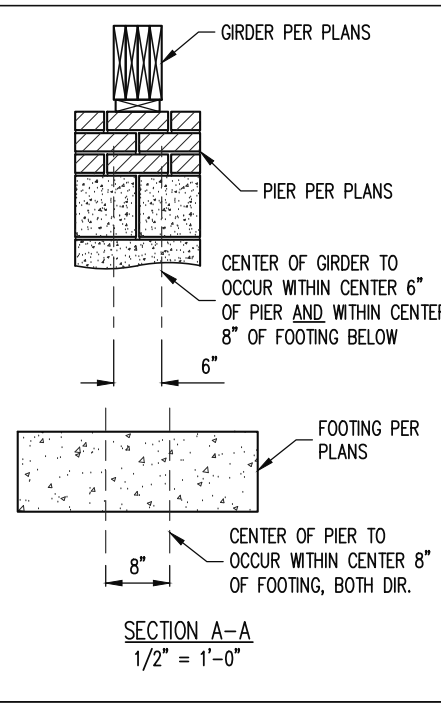 GIRDER PER PLANS
PIER PER PLANS
CENTER OF GIRDER TO
OCCUR WITHIN CENTER 6"
OF PIER AND WITHIN CENTER
8" OF FOOTING BELOW
6"
FOOTING PER
PLANS
CENTER OF PIER TO
OCCUR WITHIN CENTER 8"
OF FOOTING, BOTH DIR.
8"
SECTION A-A
1/2" = 1'-0"